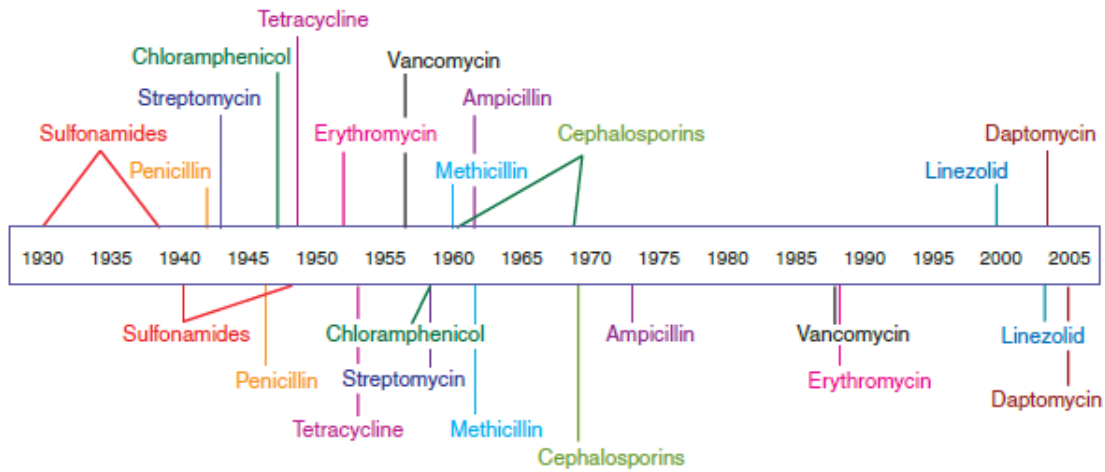 Tetracycline
Chloramphenicol
Vancomycin
Streptomycin
Ampicillin
Sulfonamides
Erythromycin
Cephalosporins
Daptomycin
Penicillin
Methicillin
Linezolid
1930 1935 1940 1945 1950 1955 1960 1965 1970 1975 1980 1985 1990 1995 2000 2005
Sulfonamides
Chloramphenicol
Ampicillin
Vancomycin
Linezolid
Penicillin
Streptomycin
Erythromycin
Daptomycin
Tetracycline
Methicillin
Cephalosporins